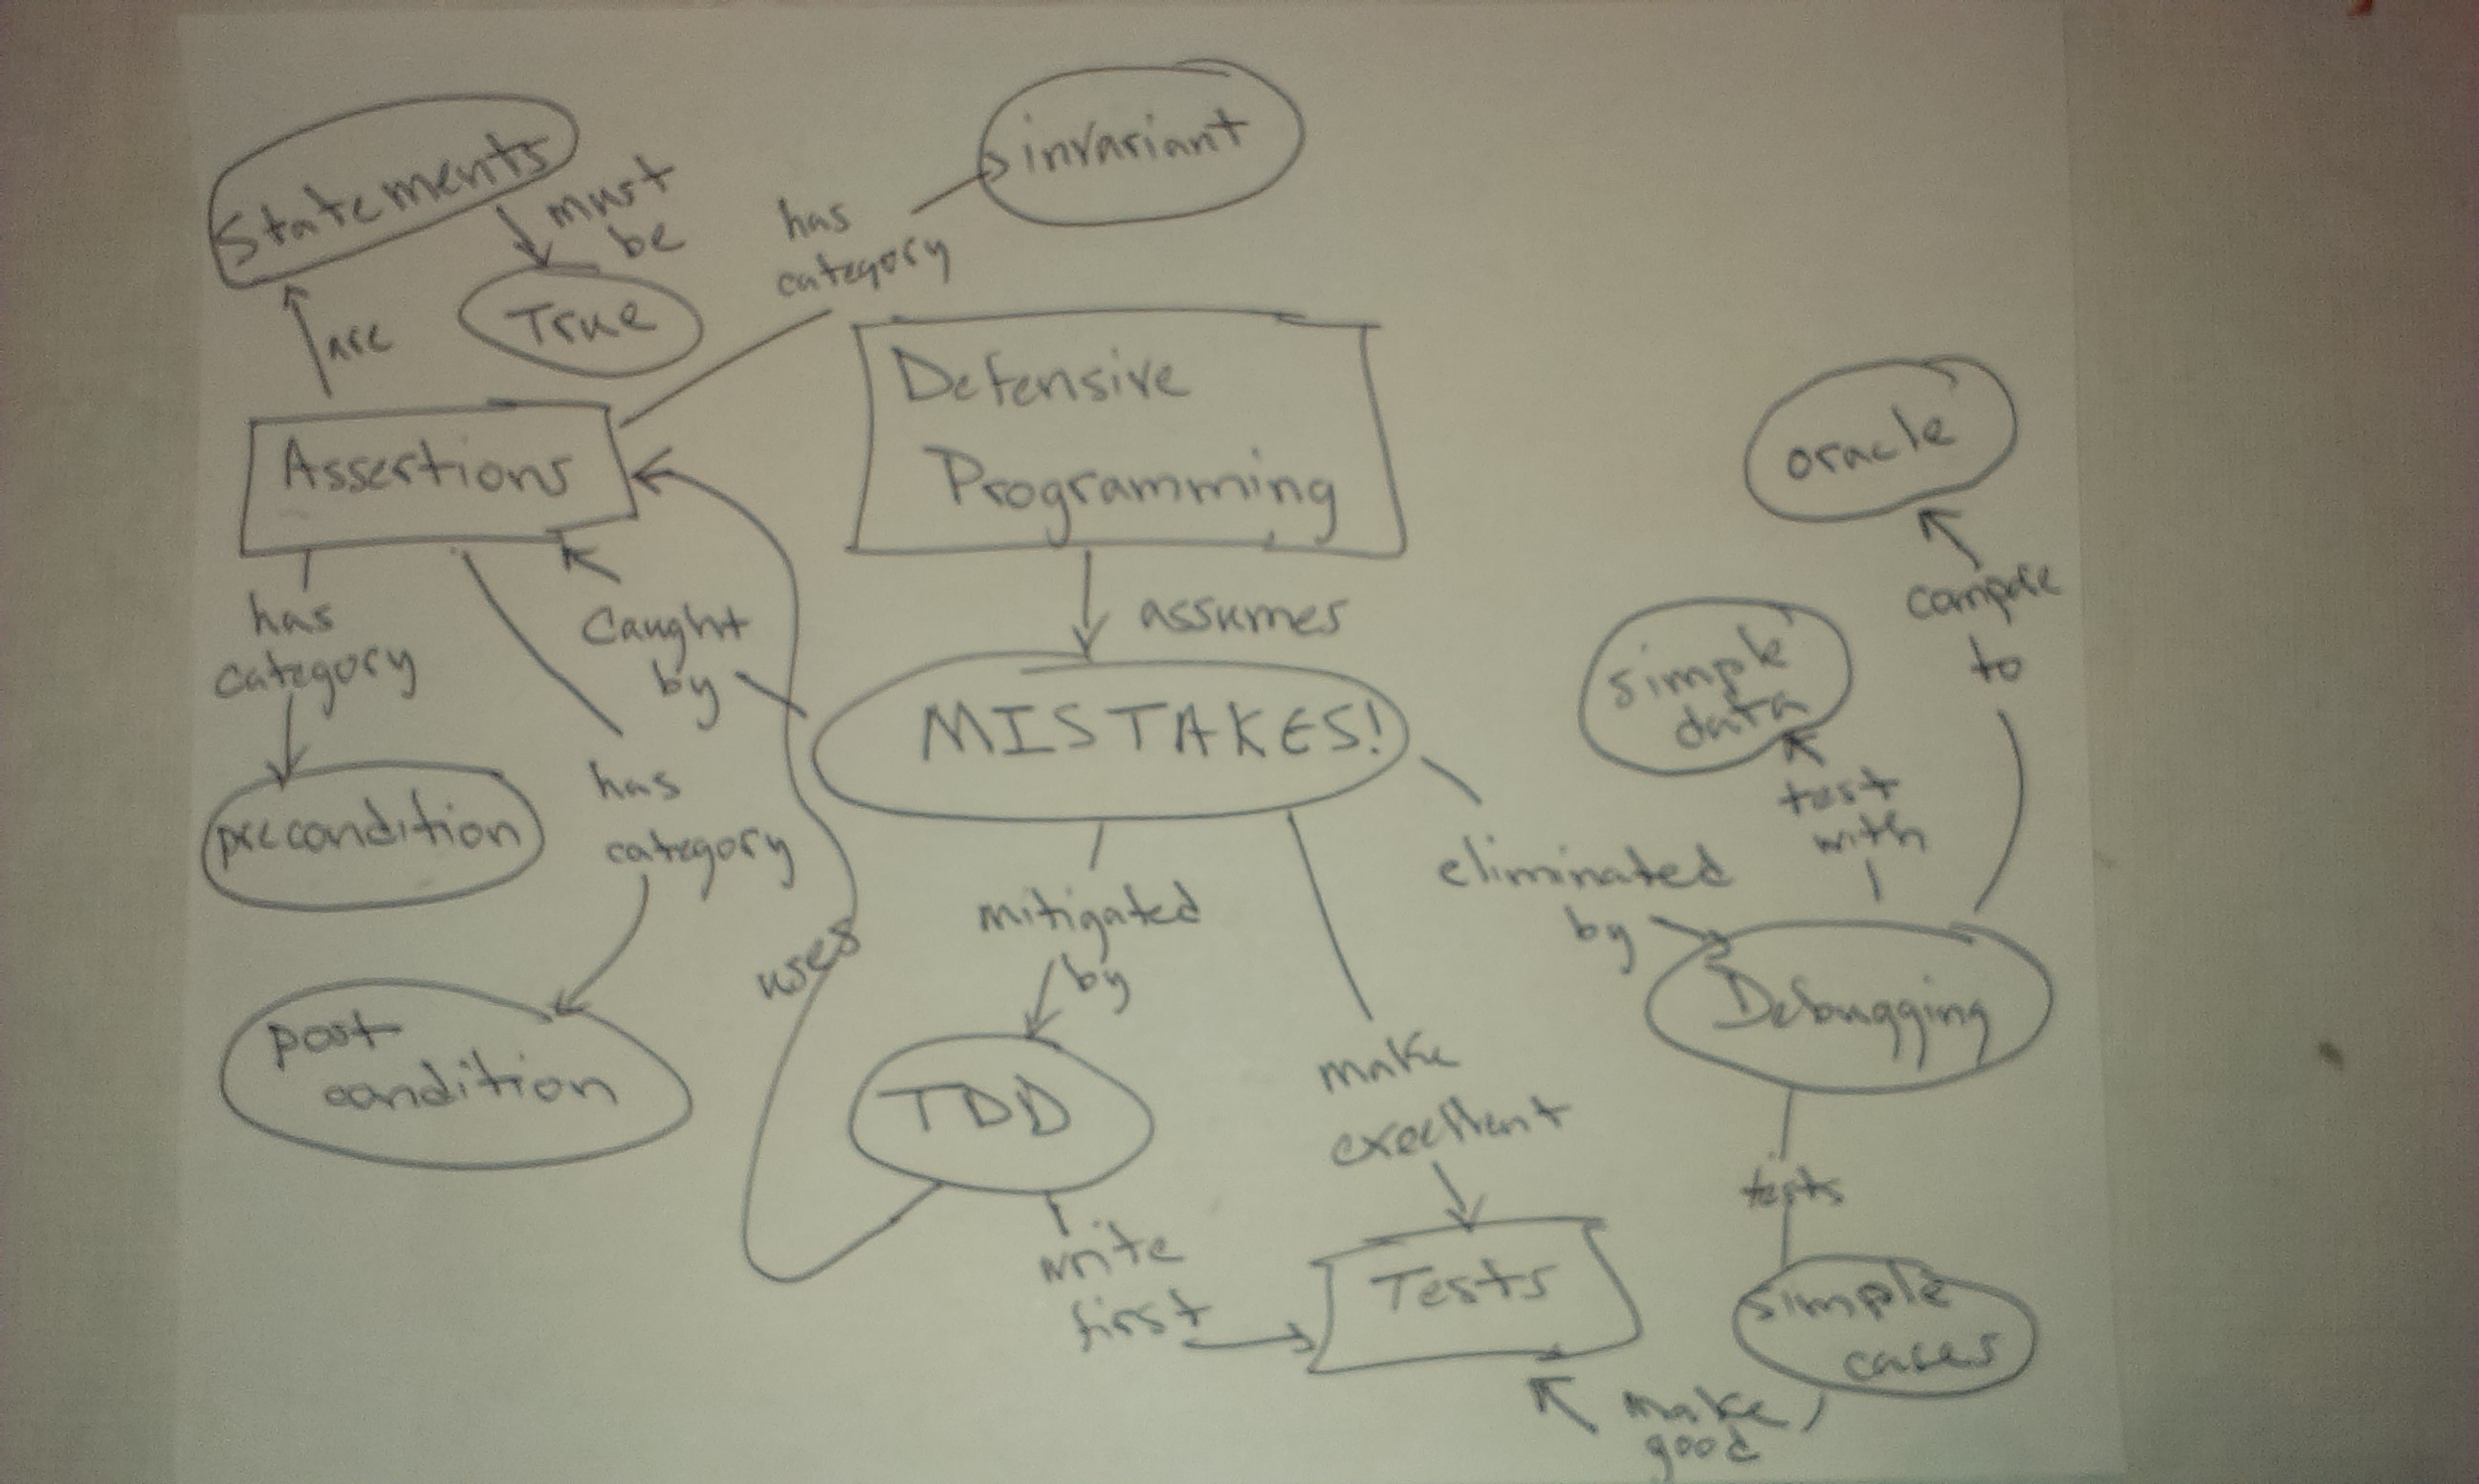 Statements
must
be
True
are
has
category
invariant
Defensive
Programming
Assertions
has
category
precondition
Caught
by
has
category
post
condition
assumes
MISTAKES!
uses
mitigated
by
TDD
write
first
make
excellent
Tests
eliminated
by
Debugging
test
with
simple
data
compare
to
oracle
tests
simple
cases
make
good